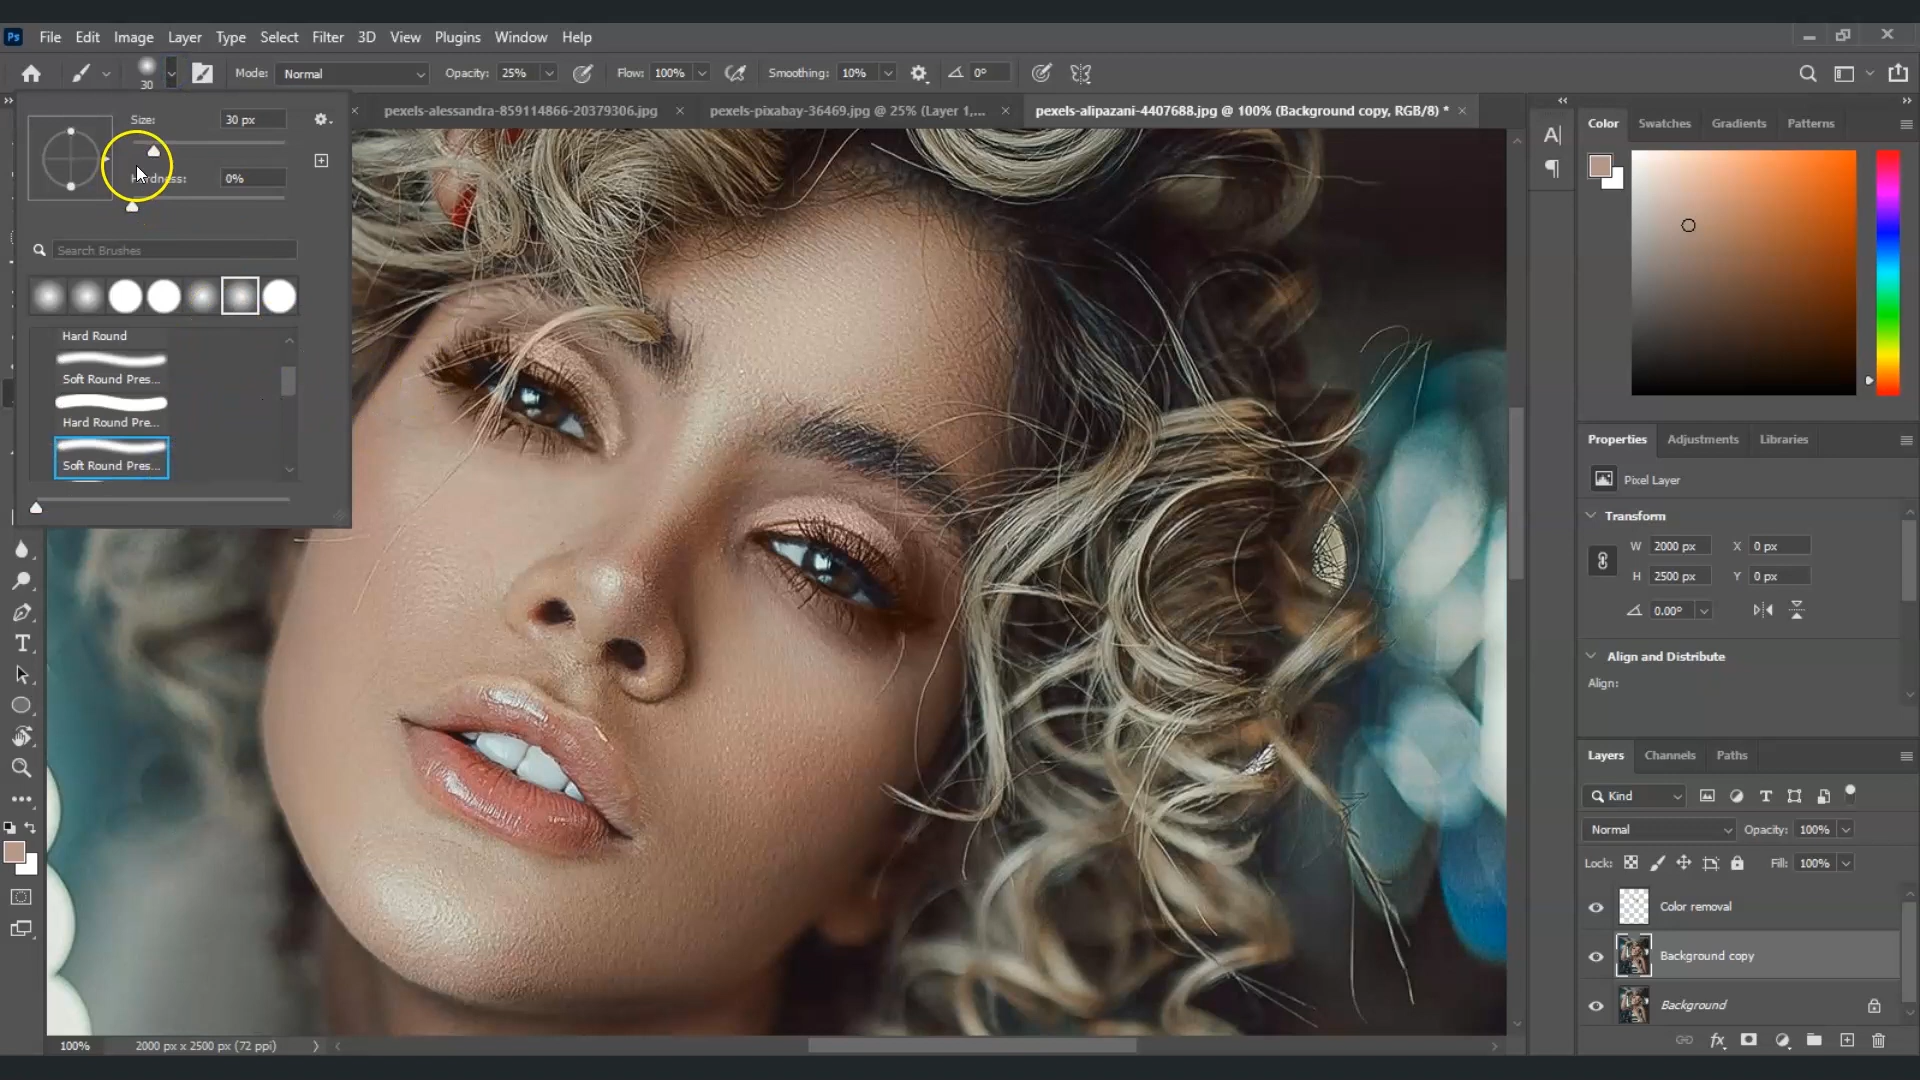 Ps File Edit Image Layer Type Select Filter 3D View Plugins Window Help
30 Mode: Normal Opacity: 25% Flow: 100% Smoothing: 10% 0°
pexels-alessandra-859114866-20379306.jpg pexels-pixabay-36469.jpg @ 25% (Layer 1,... pexels-alipazani-4407688.jpg @ 100% (Background copy, RGB/8) *
Size: 30 px
Hardness: 0%
Search Brushes
Hard Round
Soft Round Pres...
Hard Round Pre...
Soft Round Pres...
Color Swatches Gradients Patterns
Properties Adjustments Libraries
Pixel Layer
Transform
W 2000 px X 0 px
H 2500 px Y 0 px
0.00°
Align and Distribute
Align:
Layers Channels Paths
Kind
Normal Opacity: 100%
Lock: Fill: 100%
Color removal
Background copy
Background
fx
100% 2000 px x 2500 px (72 ppi)